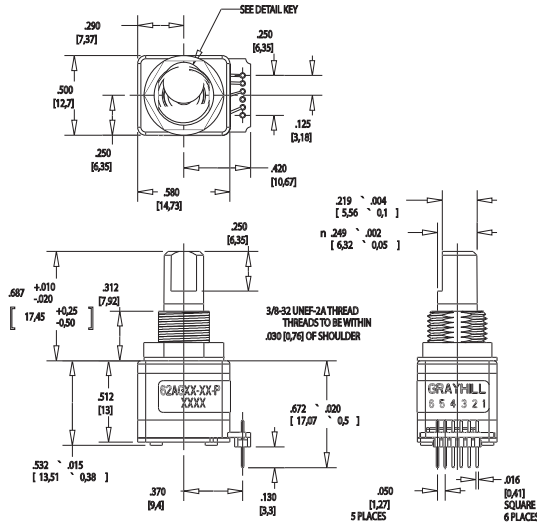 SEE DETAIL KEY
.290
[7,37]
.250
[6,35]
.500
[12,7]
.125
[3,18]
.250
[6,35]
.420
[10,67]
.580
[14,73]
.219 ` .004
[ 5,56 ` 0,1 ]
n .249 ` .002
[ 6,32 ` 0,05 ]
.250
[6,35]
.687 +.010 -.020
[ 17,45 +0,25 -0,50 ]
.312
[7,92]
3/8-32 UNEF-2A THREAD
THREADS TO BE WITHIN
.030 [0,76] OF SHOULDER
62AGXX-XX-P
XXXX
GRAYHILL
6 5 4 3 2 1
.512
[13]
.672 ` .020
[ 17,07 ` 0,5 ]
.532 ` .015
[ 13,51 ` 0,38 ]
.370
[9,4]
.130
[3,3]
.050
[1,27]
5 PLACES
.016
[0,41]
SQUARE
6 PLACES